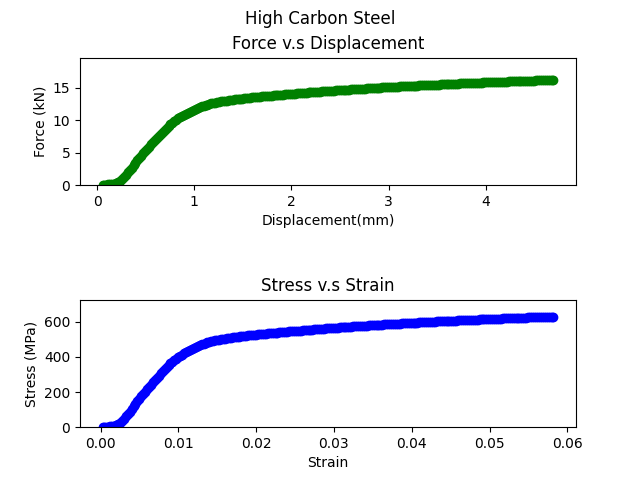 High Carbon Steel
Force v.s Displacement
15
10
5
0
Force (kN)
0 1 2 3 4
Displacement(mm)
Stress v.s Strain
600
400
200
0
Stress (MPa)
0.00 0.01 0.02 0.03 0.04 0.05 0.06
Strain